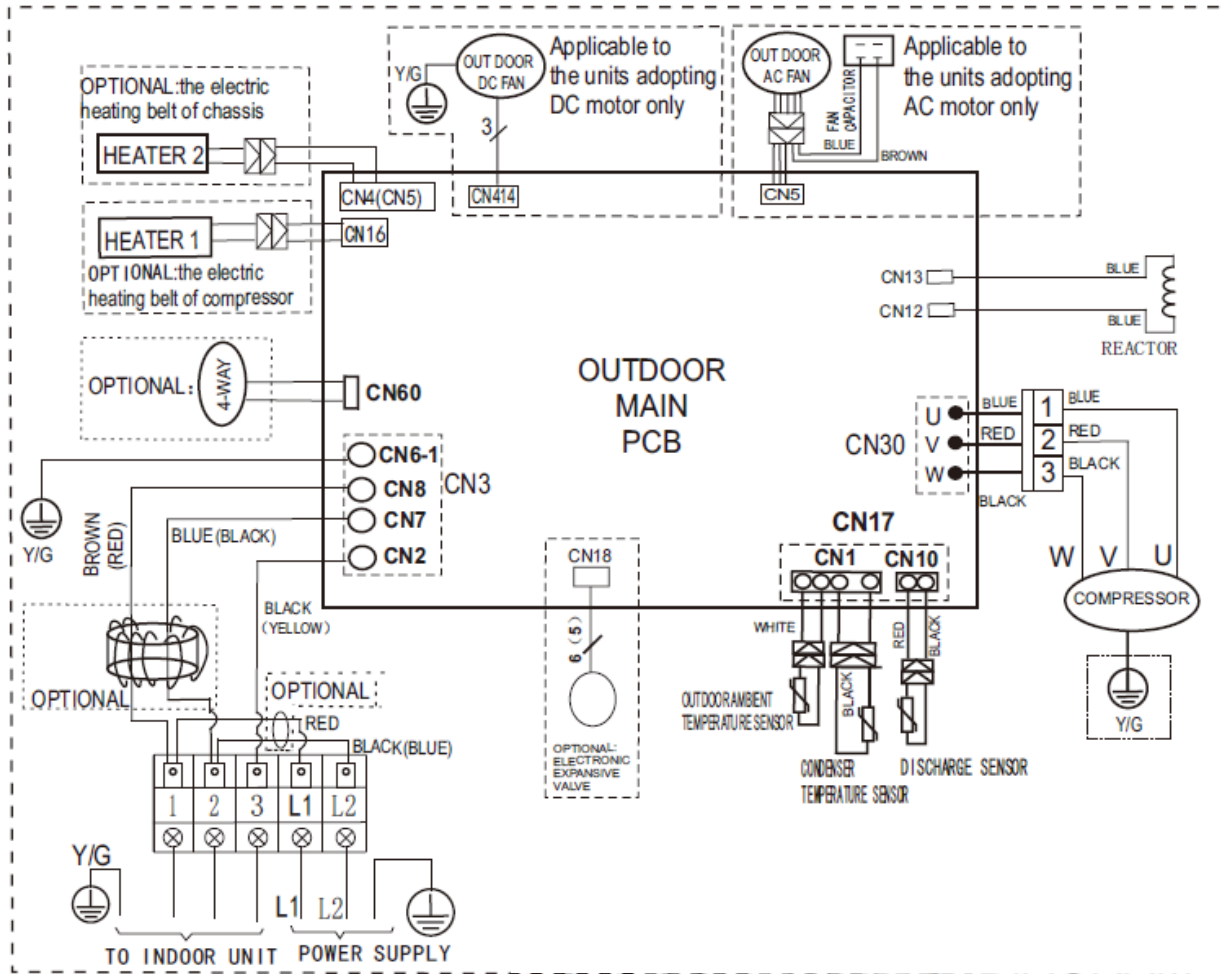 OPTIONAL:the electric
heating belt of chassis
HEATER 2
CN4(CN5)
HEATER 1
CN16
OPTIONAL:the electric
heating belt of compressor
Y/G
OUT DOOR
DC FAN
3
CN414
Applicable to
the units adopting
DC motor only
OUT DOOR
AC FAN
FAN
CAPACITOR
BLUE
BROWN
CN5
Applicable to
the units adopting
AC motor only
CN13
BLUE
CN12
BLUE
REACTOR
OPTIONAL:
4-WAY
CN60
OUTDOOR
MAIN
PCB
CN6-1
CN8
CN3
CN7
CN2
Y/G
BROWN
(RED)
BLUE(BLACK)
BLACK
(YELLOW)
CN30
U
V
W
BLUE
RED
BLACK
1
2
3
BLUE
RED
BLACK
W
V
U
COMPRESSOR
Y/G
CN17
CN1
CN10
WHITE
BLACK
RED
BLACK
OUTDOORAMBIENT
TEMPERATURE SENSOR
CONDENSER
TEMPERATURE SENSOR
DISCHARGE SENSOR
CN18
6 (5)
OPTIONAL:
ELECTRONIC
EXPANSIVE
VALVE
OPTIONAL
OPTIONAL
RED
BLACK(BLUE)
1
2
3
L1
L2
Y/G
L1
L2
TO INDOOR UNIT
POWER SUPPLY